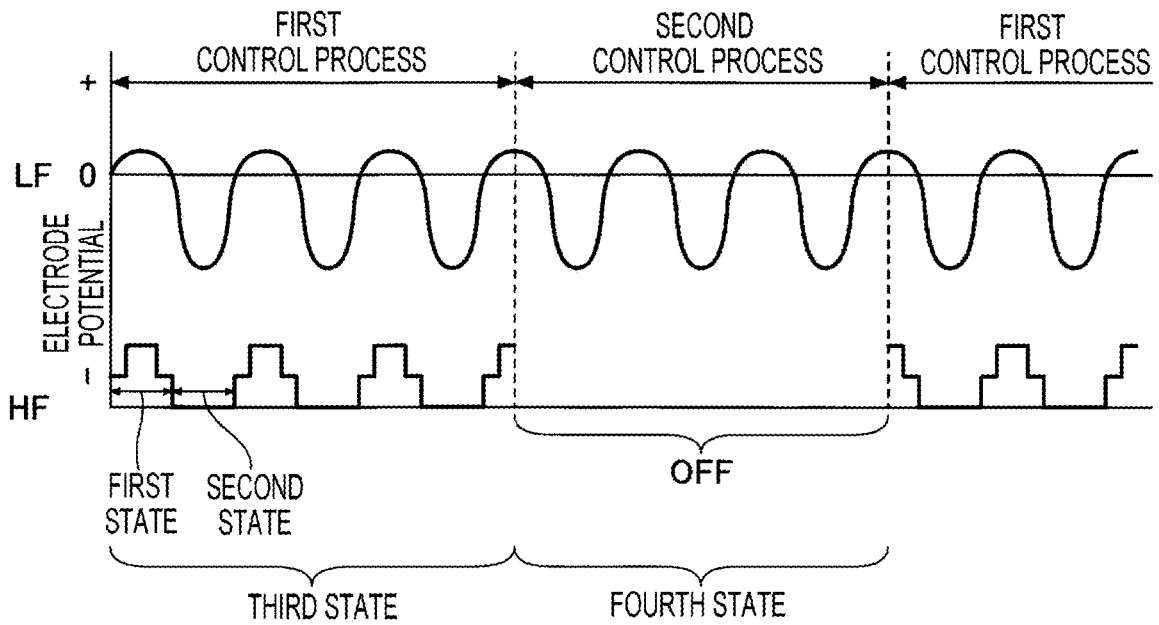 FIRST
CONTROL PROCESS
SECOND
CONTROL PROCESS
FIRST
CONTROL PROCESS
+
LF 0
ELECTRODE
POTENTIAL
−
HF
FIRST
STATE
SECOND
STATE
OFF
THIRD STATE
FOURTH STATE